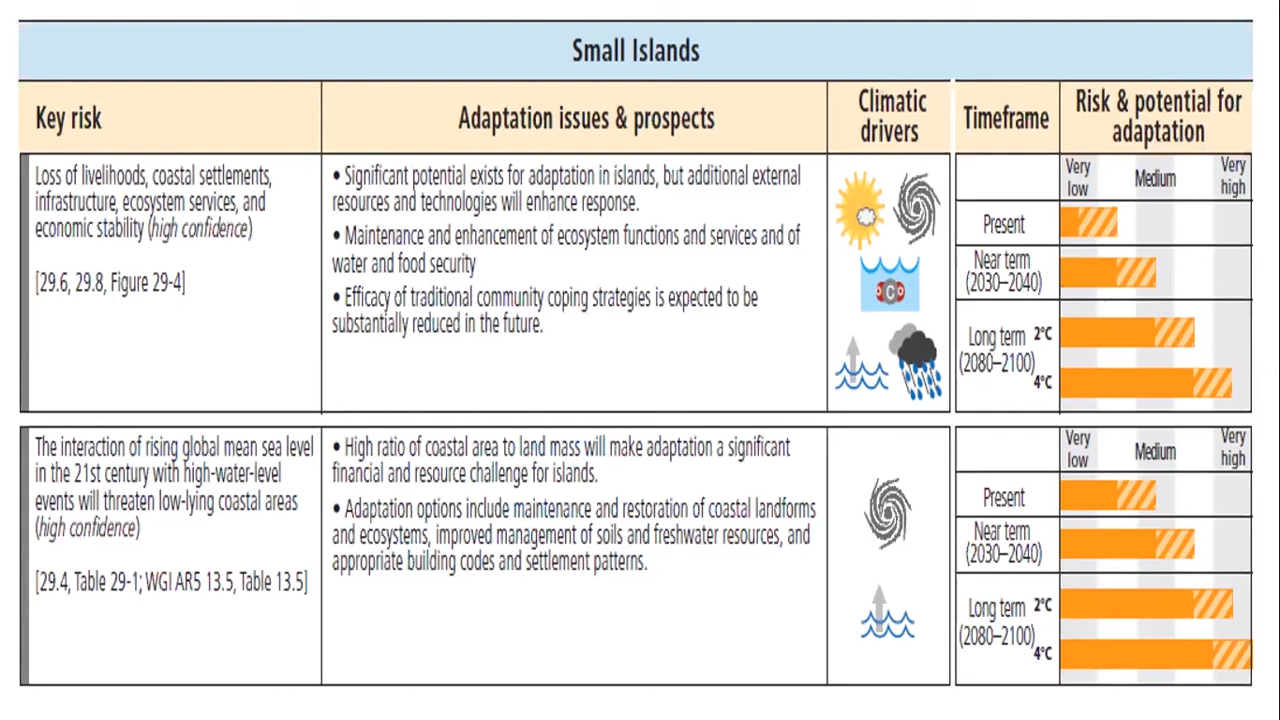 Small Islands
Key risk
Adaptation issues & prospects
Climatic
drivers
Timeframe
Risk & potential for
adaptation
Loss of livelihoods, coastal settlements,
infrastructure, ecosystem services, and
economic stability (high confidence)
[29.6, 29.8, Figure 29-4]
• Significant potential exists for adaptation in islands, but additional external
resources and technologies will enhance response.
• Maintenance and enhancement of ecosystem functions and services and of
water and food security
• Efficacy of traditional community coping strategies is expected to be
substantially reduced in the future.
C
Very
low
Medium
Very
high
Present
Near term
(2030–2040)
Long term 2°C
(2080–2100)
4°C
The interaction of rising global mean sea level
in the 21st century with high-water-level
events will threaten low-lying coastal areas
(high confidence)
[29.4, Table 29-1; WGI AR5 13.5, Table 13.5]
• High ratio of coastal area to land mass will make adaptation a significant
financial and resource challenge for islands.
• Adaptation options include maintenance and restoration of coastal landforms
and ecosystems, improved management of soils and freshwater resources, and
appropriate building codes and settlement patterns.
Very
low
Medium
Very
high
Present
Near term
(2030–2040)
Long term 2°C
(2080–2100)
4°C